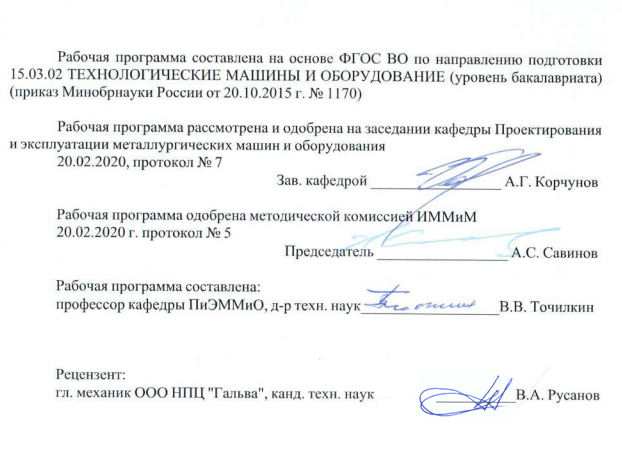 Рабочая программа составлена на основе ФГОС ВО по направлению подготовки
15.03.02 ТЕХНОЛОГИЧЕСКИЕ МАШИНЫ И ОБОРУДОВАНИЕ (уровень бакалавриата)
(приказ Минобрнауки России от 20.10.2015 г. № 1170)
Рабочая программа рассмотрена и одобрена на заседании кафедры Проектирования
и эксплуатации металлургических машин и оборудования
20.02.2020, протокол № 7
Зав. кафедрой А.Г. Корчунов
Рабочая программа одобрена методической комиссией ИММиМ
20.02.2020 г. протокол № 5
Председатель А.С. Савинов
Рабочая программа составлена:
профессор кафедры ПиЭММиО, д-р техн. наук В.В. Точилкин
Рецензент:
гл. механик ООО НПЦ "Гальва", канд. техн. наук В.А. Русанов